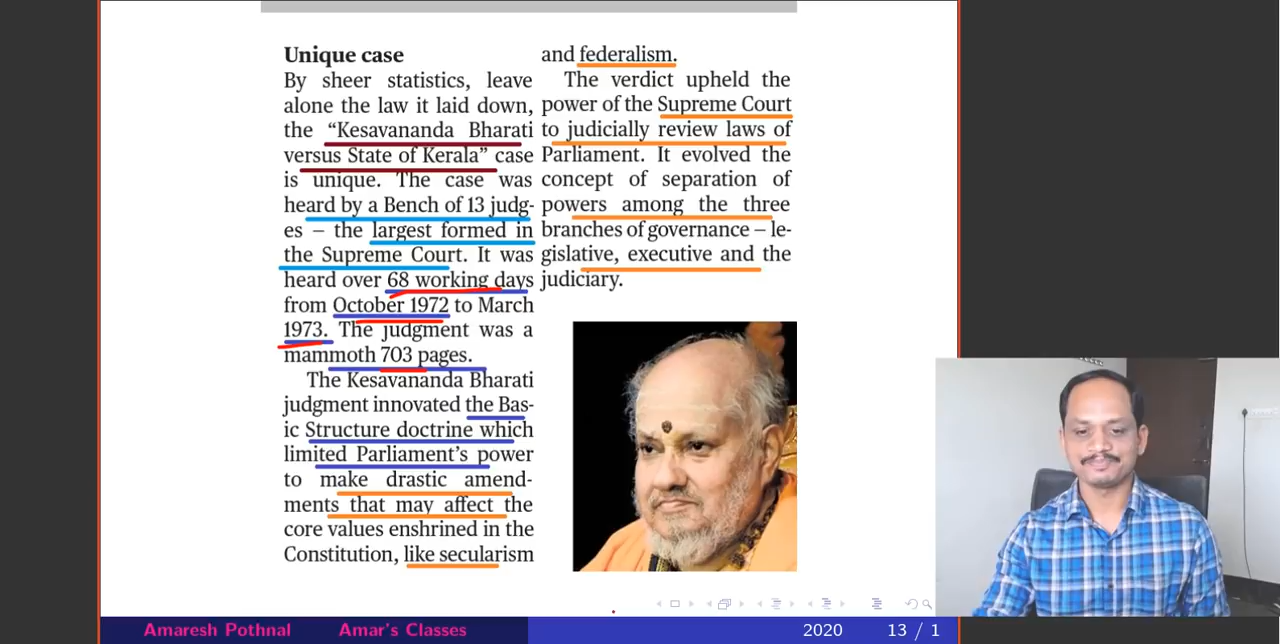 Unique case
By sheer statistics, leave
alone the law it laid down,
the “Kesavananda Bharati
versus State of Kerala” case
is unique. The case was
heard by a Bench of 13 judg-
es – the largest formed in
the Supreme Court. It was
heard over 68 working days
from October 1972 to March
1973. The judgment was a
mammoth 703 pages.
The Kesavananda Bharati
judgment innovated the Bas-
ic Structure doctrine which
limited Parliament’s power
to make drastic amend-
ments that may affect the
core values enshrined in the
Constitution, like secularism
and federalism.
The verdict upheld the
power of the Supreme Court
to judicially review laws of
Parliament. It evolved the
concept of separation of
powers among the three
branches of governance – le-
gislative, executive and the
judiciary.
Amaresh Pothnal Amar's Classes 2020 13 / 1